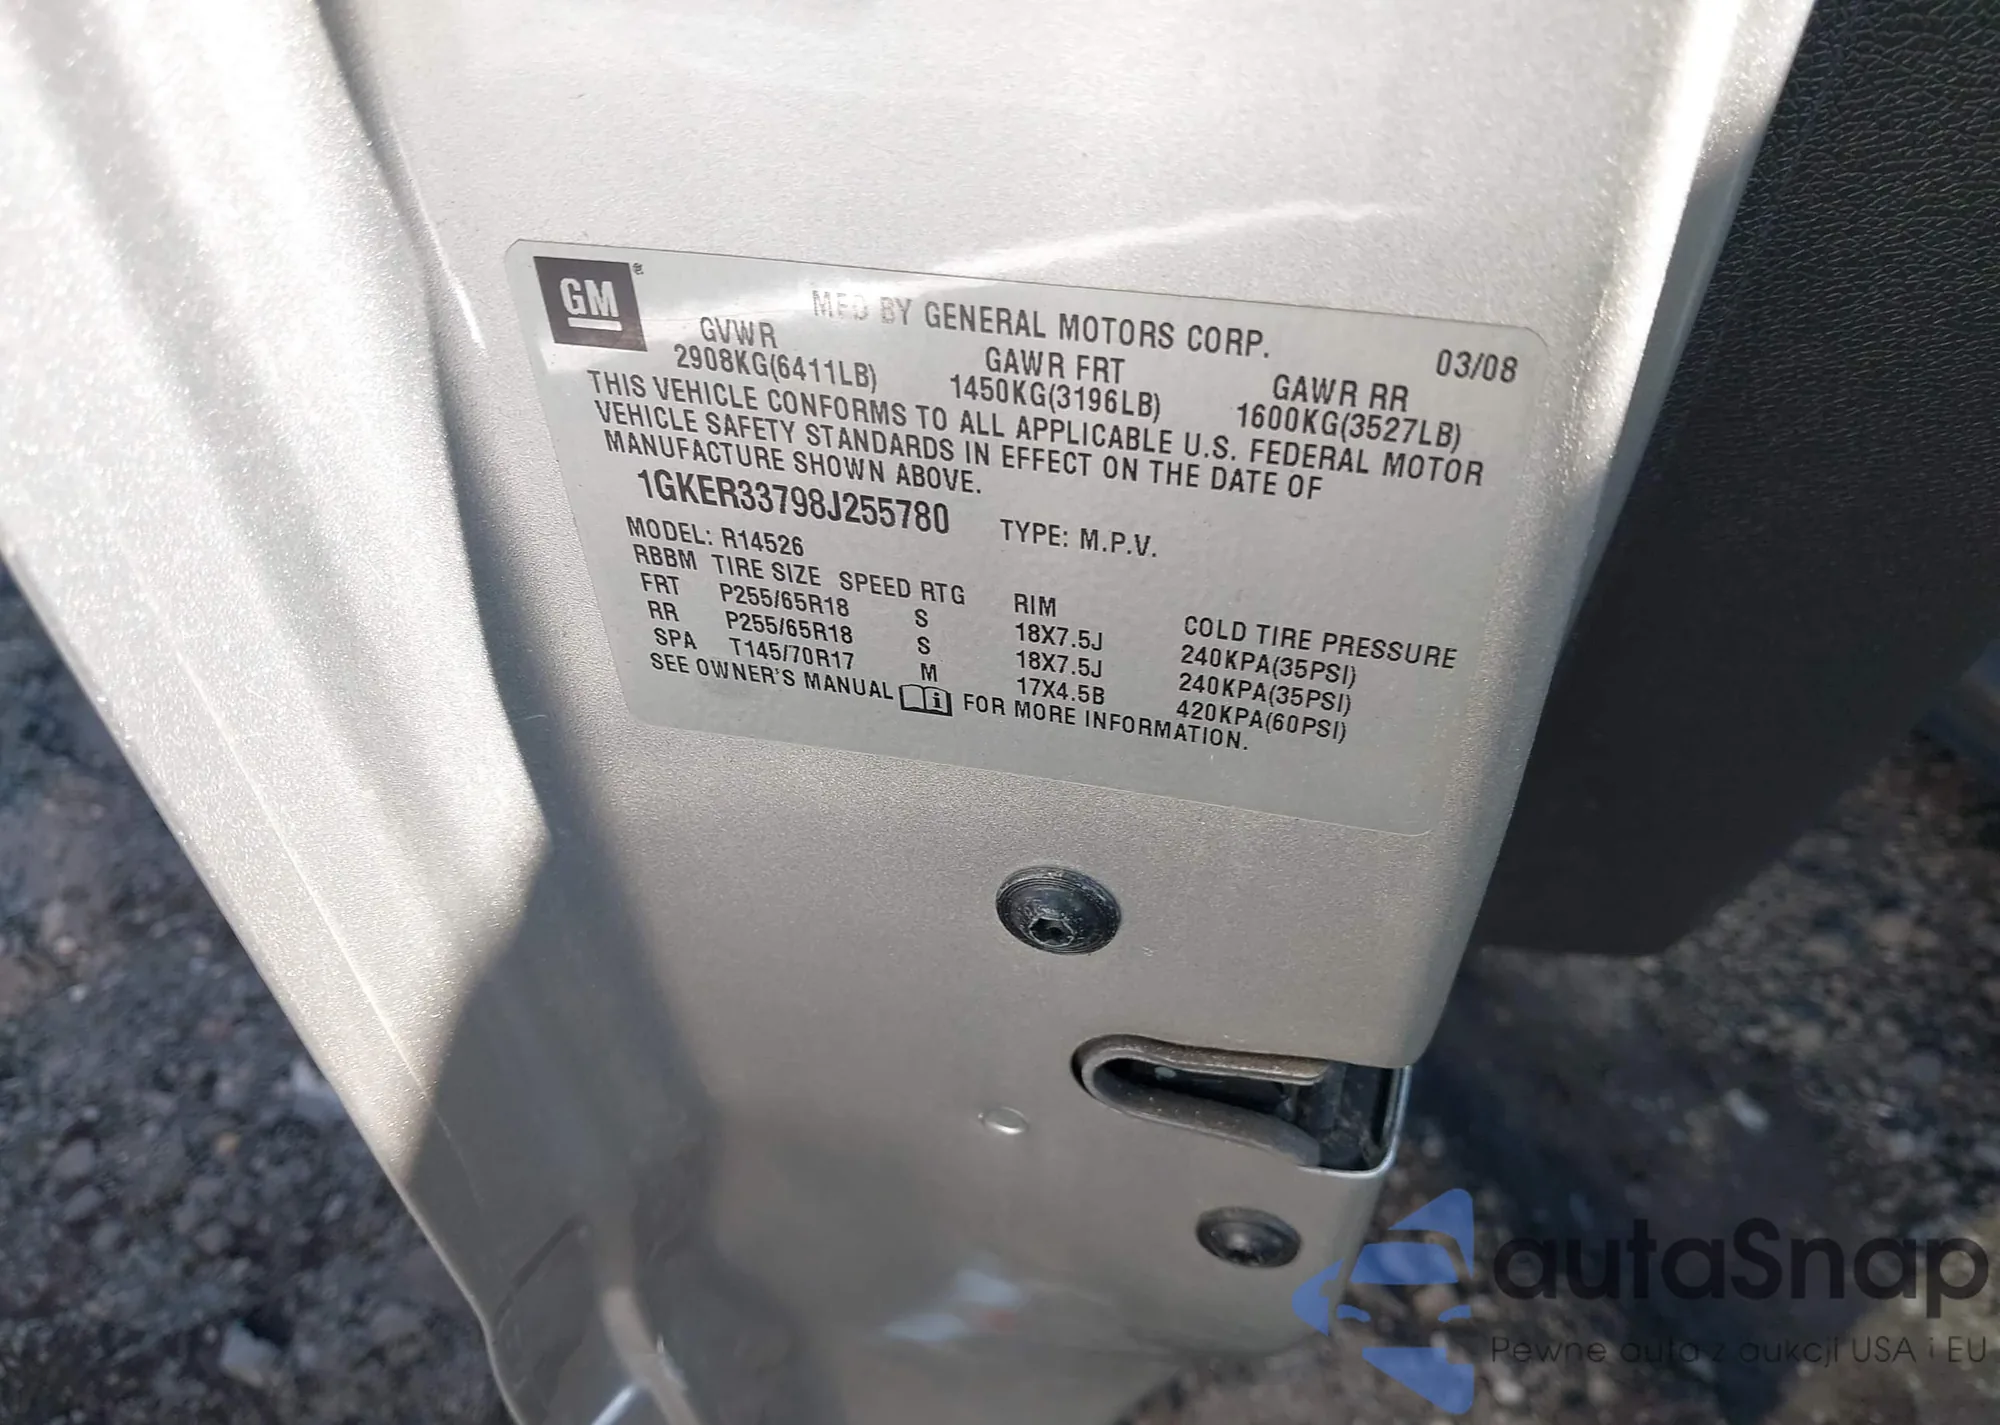 GM®
MFD BY GENERAL MOTORS CORP. 03/08
GVWR GAWR FRT GAWR RR
2908KG(6411LB) 1450KG(3196LB) 1600KG(3527LB)
THIS VEHICLE CONFORMS TO ALL APPLICABLE U.S. FEDERAL MOTOR
VEHICLE SAFETY STANDARDS IN EFFECT ON THE DATE OF
MANUFACTURE SHOWN ABOVE.
1GKER33798J255780 TYPE: M.P.V.
MODEL: R14526
RBBM TIRE SIZE SPEED RTG RIM COLD TIRE PRESSURE
FRT P255/65R18 S 18X7.5J 240KPA(35PSI)
RR P255/65R18 S 18X7.5J 240KPA(35PSI)
SPA T145/70R17 M 17X4.5B 420KPA(60PSI)
SEE OWNER'S MANUAL i FOR MORE INFORMATION.
autaSnap
Pewne auta z aukcji USA i EU